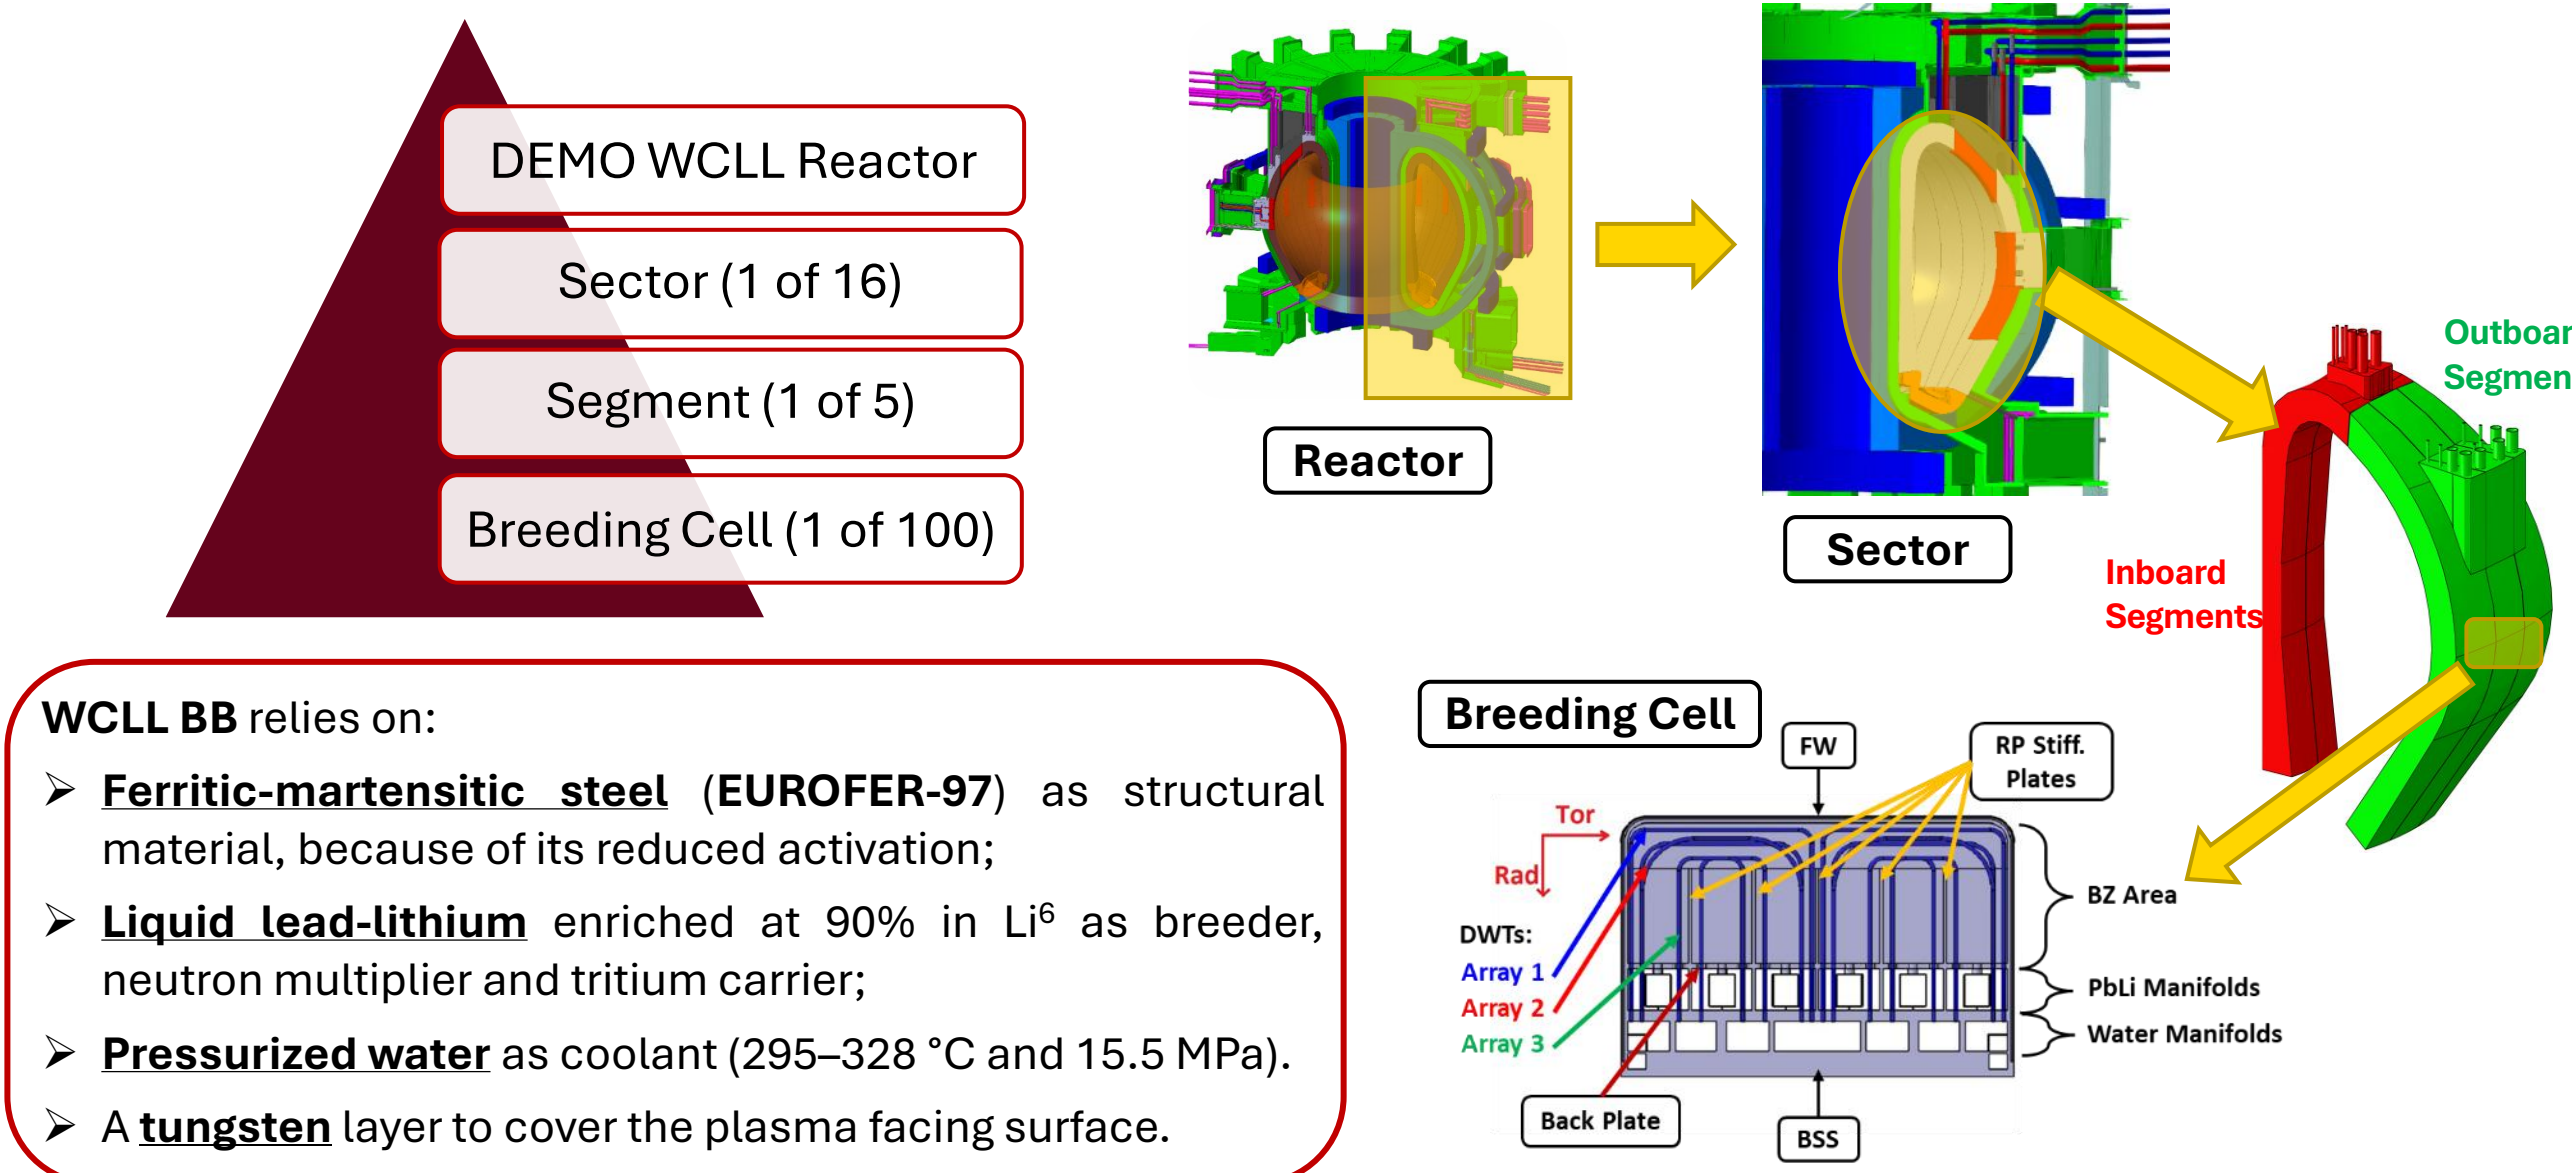 DEMO WCLL Reactor
Sector (1 of 16)
Segment (1 of 5)
Breeding Cell (1 of 100)
Reactor
Sector
Outboar
Segmen
Inboard
Segments
WCLL BB relies on:
➢ Ferritic-martensitic steel (EUROFER-97) as structural
material, because of its reduced activation;
➢ Liquid lead-lithium enriched at 90% in Li⁶ as breeder,
neutron multiplier and tritium carrier;
➢ Pressurized water as coolant (295–328 °C and 15.5 MPa).
➢ A tungsten layer to cover the plasma facing surface.
Breeding Cell
FW
RP Stiff.
Plates
Tor
Rad
DWTs:
Array 1
Array 2
Array 3
BZ Area
PbLi Manifolds
Water Manifolds
Back Plate
BSS